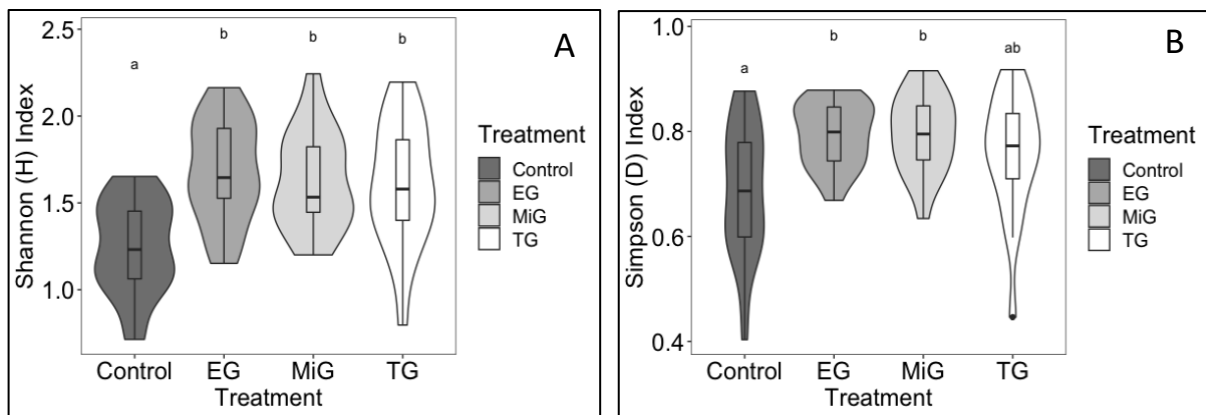 A
Shannon (H) Index
2.5
2.0
1.5
1.0
a
b
b
b
Control
EG
MiG
TG
Treatment
Treatment
Control
EG
MiG
TG
B
Simpson (D) Index
1.0
0.8
0.6
0.4
a
b
b
ab
Control
EG
MiG
TG
Treatment
Treatment
Control
EG
MiG
TG